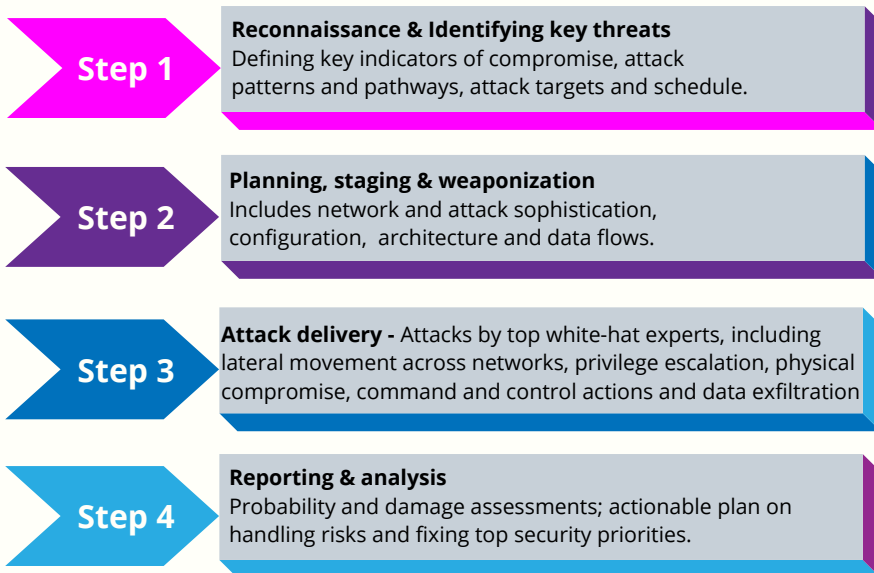 Step 1
Reconnaissance & Identifying key threats
Defining key indicators of compromise, attack
patterns and pathways, attack targets and schedule.
Step 2
Planning, staging & weaponization
Includes network and attack sophistication,
configuration,  architecture and data flows.
Step 3
Attack delivery - Attacks by top white-hat experts, including
lateral movement across networks, privilege escalation, physical
compromise, command and control actions and data exfiltration
Step 4
Reporting & analysis
Probability and damage assessments; actionable plan on
handling risks and fixing top security priorities.